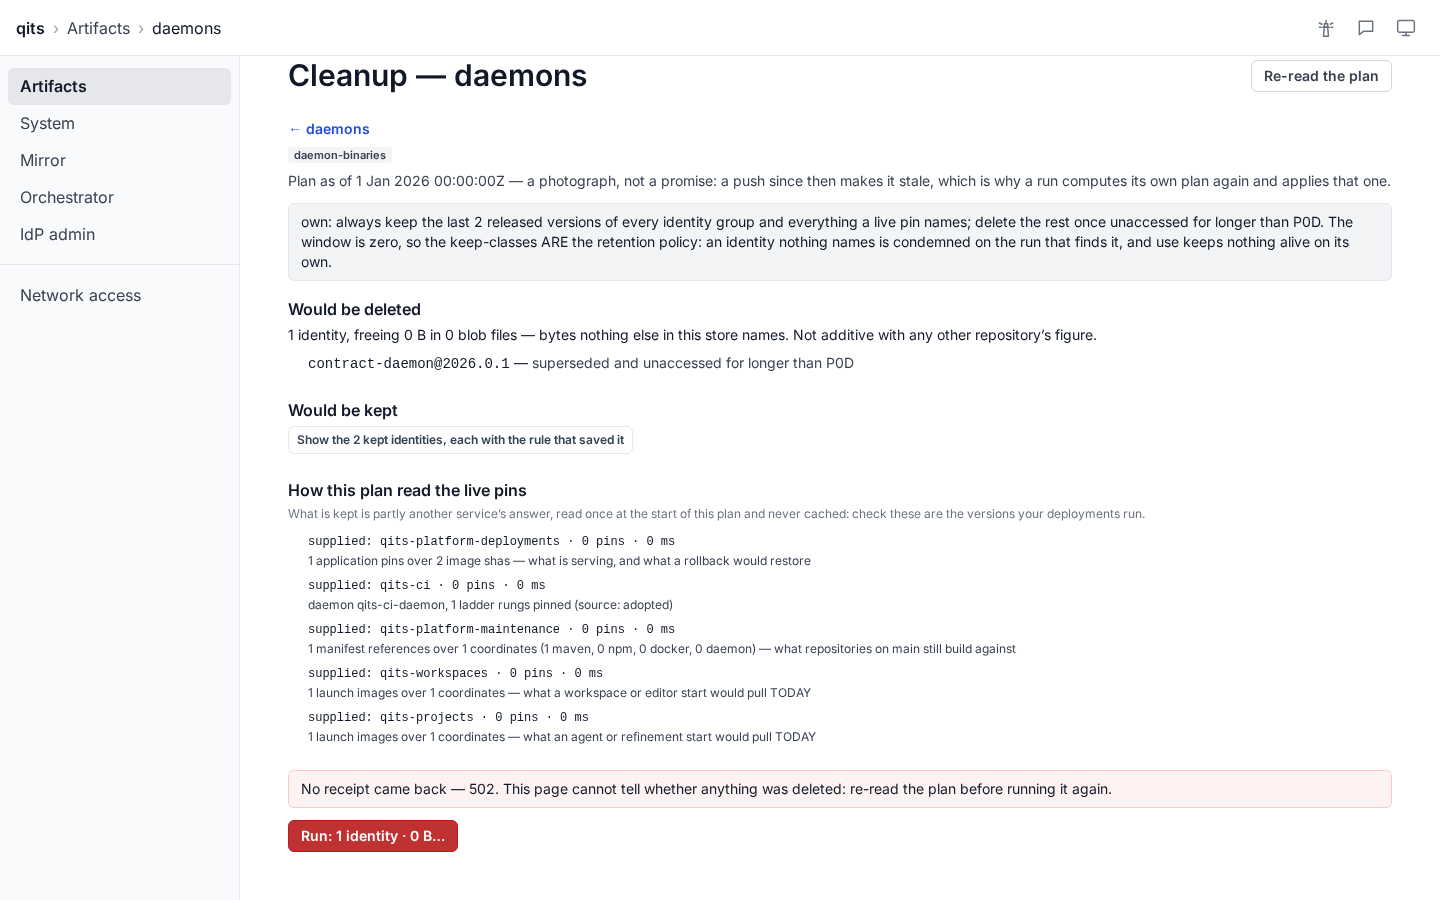 qits › Artifacts › daemons
Artifacts
System
Mirror
Orchestrator
IdP admin
Network access
Cleanup — daemons
Re-read the plan
← daemons
daemon-binaries
Plan as of 1 Jan 2026 00:00:00Z — a photograph, not a promise: a push since then makes it stale, which is why a run computes its own plan again and applies that one.
own: always keep the last 2 released versions of every identity group and everything a live pin names; delete the rest once unaccessed for longer than P0D. The
window is zero, so the keep-classes ARE the retention policy: an identity nothing names is condemned on the run that finds it, and use keeps nothing alive on its
own.
Would be deleted
1 identity, freeing 0 B in 0 blob files — bytes nothing else in this store names. Not additive with any other repository’s figure.
contract-daemon@2026.0.1 — superseded and unaccessed for longer than P0D
Would be kept
Show the 2 kept identities, each with the rule that saved it
How this plan read the live pins
What is kept is partly another service’s answer, read once at the start of this plan and never cached: check these are the versions your deployments run.
supplied: qits-platform-deployments · 0 pins · 0 ms
1 application pins over 2 image shas — what is serving, and what a rollback would restore
supplied: qits-ci · 0 pins · 0 ms
daemon qits-ci-daemon, 1 ladder rungs pinned (source: adopted)
supplied: qits-platform-maintenance · 0 pins · 0 ms
1 manifest references over 1 coordinates (1 maven, 0 npm, 0 docker, 0 daemon) — what repositories on main still build against
supplied: qits-workspaces · 0 pins · 0 ms
1 launch images over 1 coordinates — what a workspace or editor start would pull TODAY
supplied: qits-projects · 0 pins · 0 ms
1 launch images over 1 coordinates — what an agent or refinement start would pull TODAY
No receipt came back — 502. This page cannot tell whether anything was deleted: re-read the plan before running it again.
Run: 1 identity · 0 B…